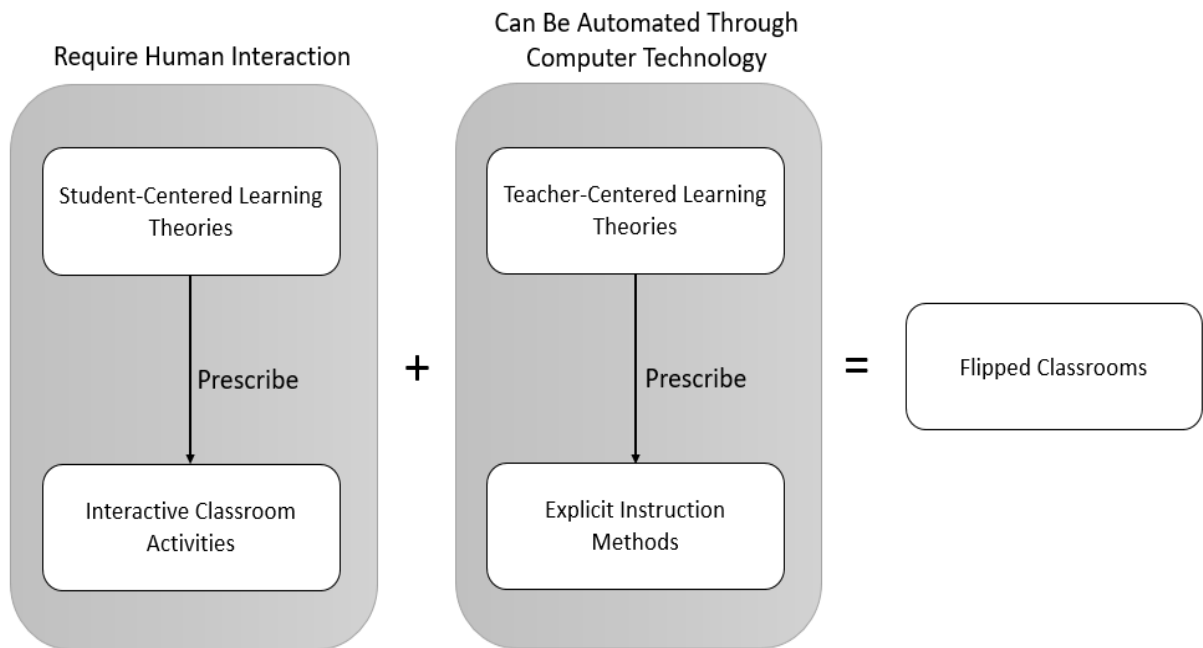 Require Human Interaction
Can Be Automated Through
Computer Technology
Student-Centered Learning
Theories
Prescribe
Interactive Classroom
Activities
+
Teacher-Centered Learning
Theories
Prescribe
Explicit Instruction
Methods
=
Flipped Classrooms